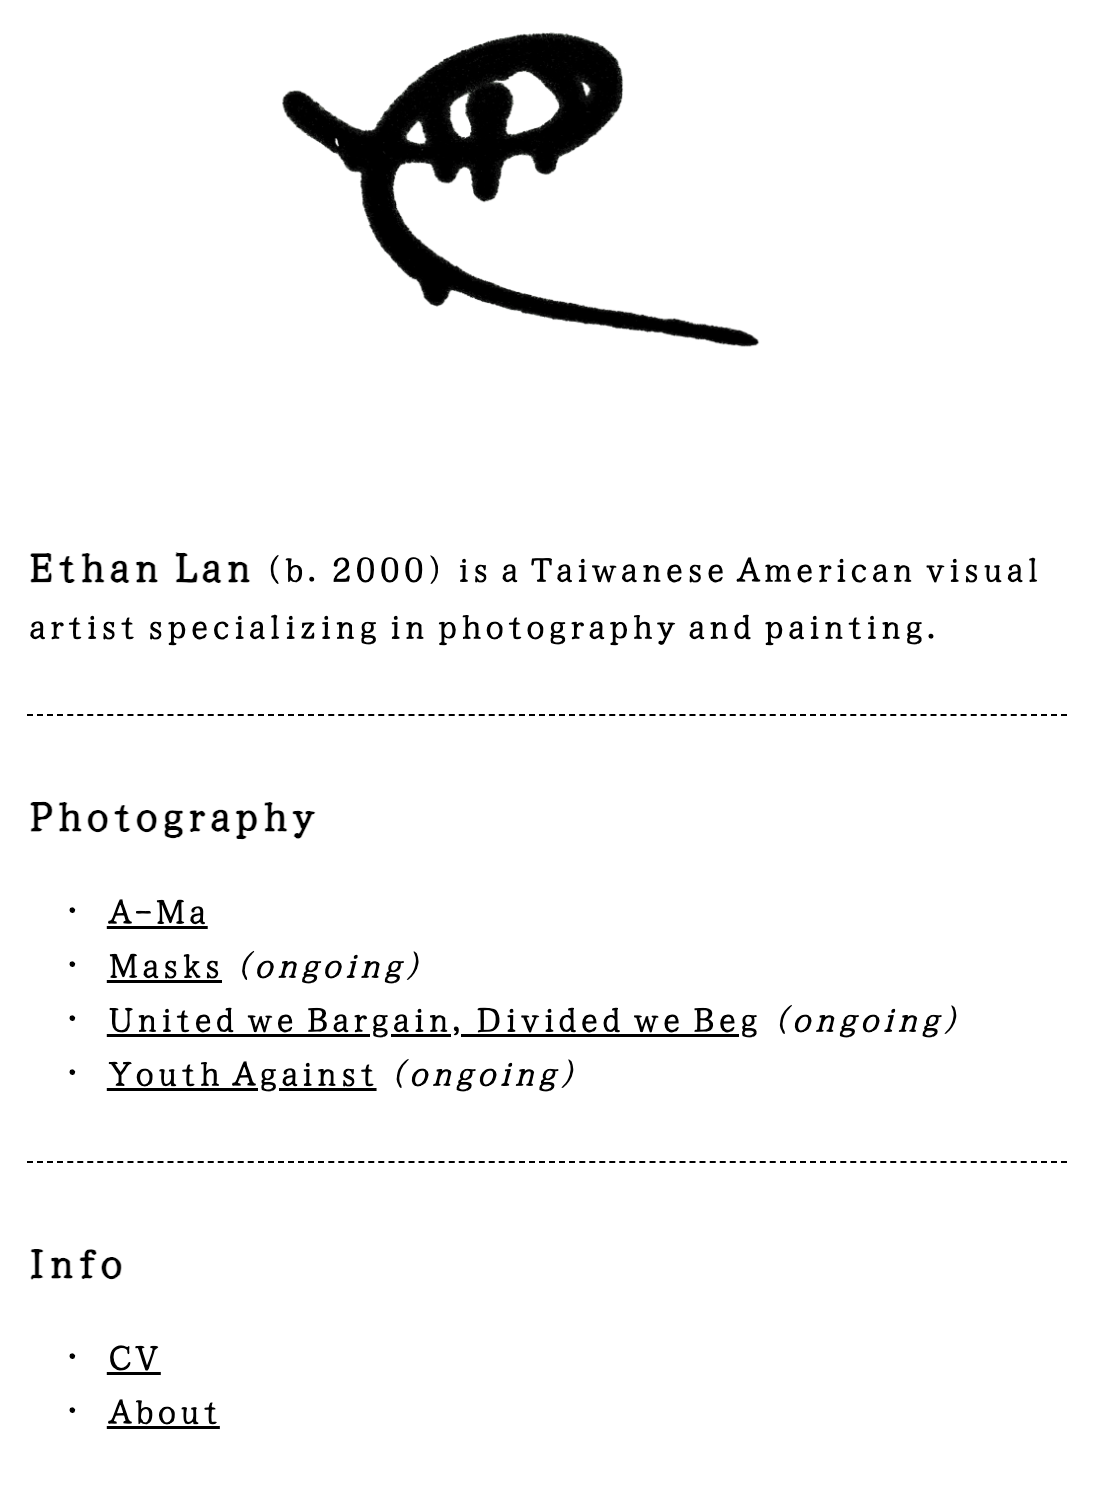 Ethan Lan (b. 2000) is a Taiwanese American visual
artist specializing in photography and painting.
Photography
· A-Ma
· Masks (ongoing)
· United we Bargain, Divided we Beg (ongoing)
· Youth Against (ongoing)
Info
· CV
· About